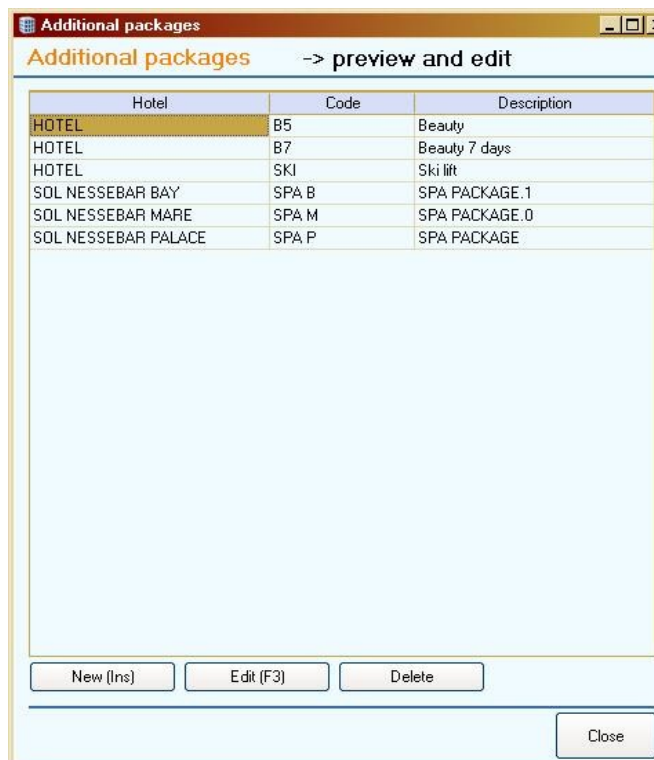 Additional packages
Additional packages -> preview and edit
Hotel Code Description
HOTEL B5 Beauty
HOTEL B7 Beauty 7 days
HOTEL SKI Ski lift
SOL NESSEBAR BAY SPA B SPA PACKAGE.1
SOL NESSEBAR MARE SPA M SPA PACKAGE.0
SOL NESSEBAR PALACE SPA P SPA PACKAGE
New (Ins) Edit (F3) Delete
Close